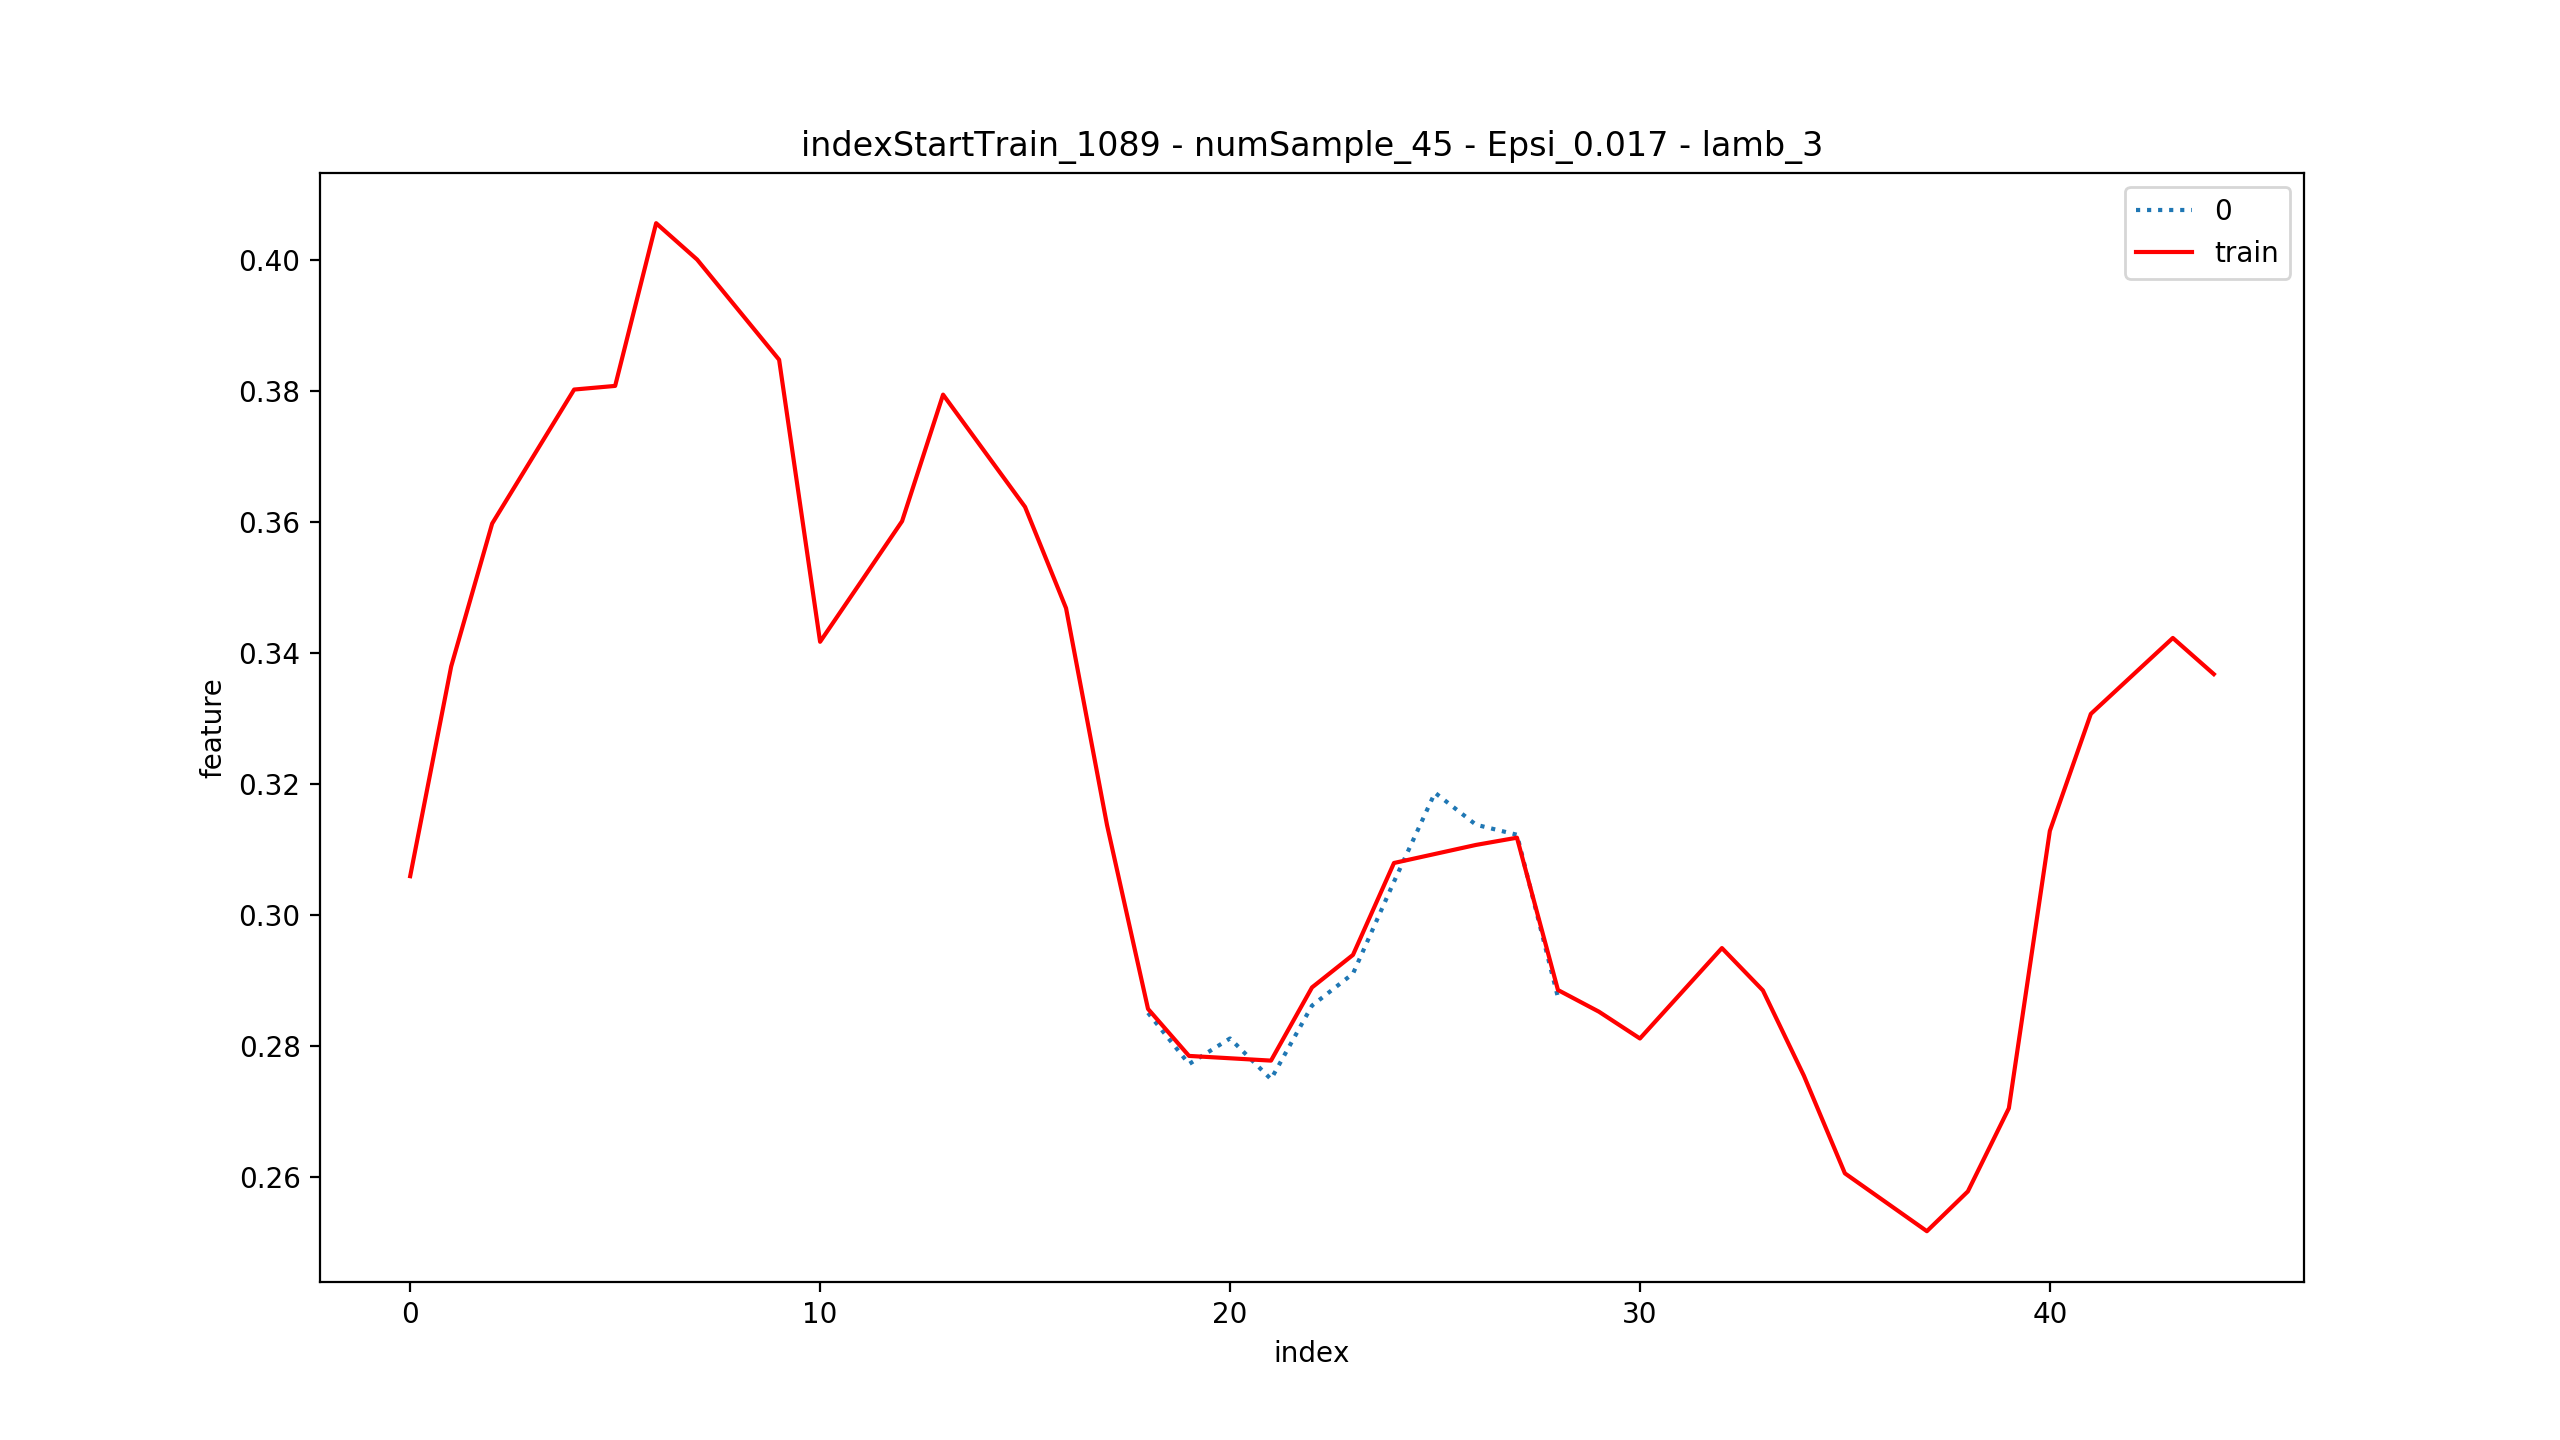 indexStartTrain_1089 - numSample_45 - Epsi_0.017 - lamb_3
0
train
0.40
0.38
0.36
0.34
0.32
0.30
0.28
0.26
feature
0 10 20 30 40
index